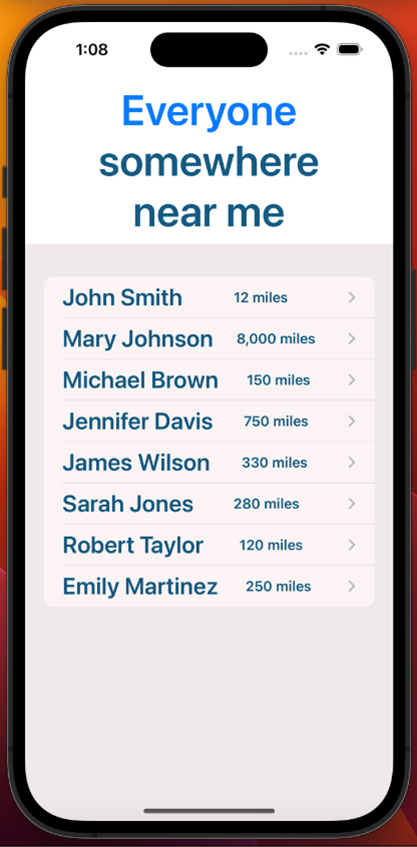 1:08
Everyone
somewhere
near me
John Smith 12 miles
Mary Johnson 8,000 miles
Michael Brown 150 miles
Jennifer Davis 750 miles
James Wilson 330 miles
Sarah Jones 280 miles
Robert Taylor 120 miles
Emily Martinez 250 miles